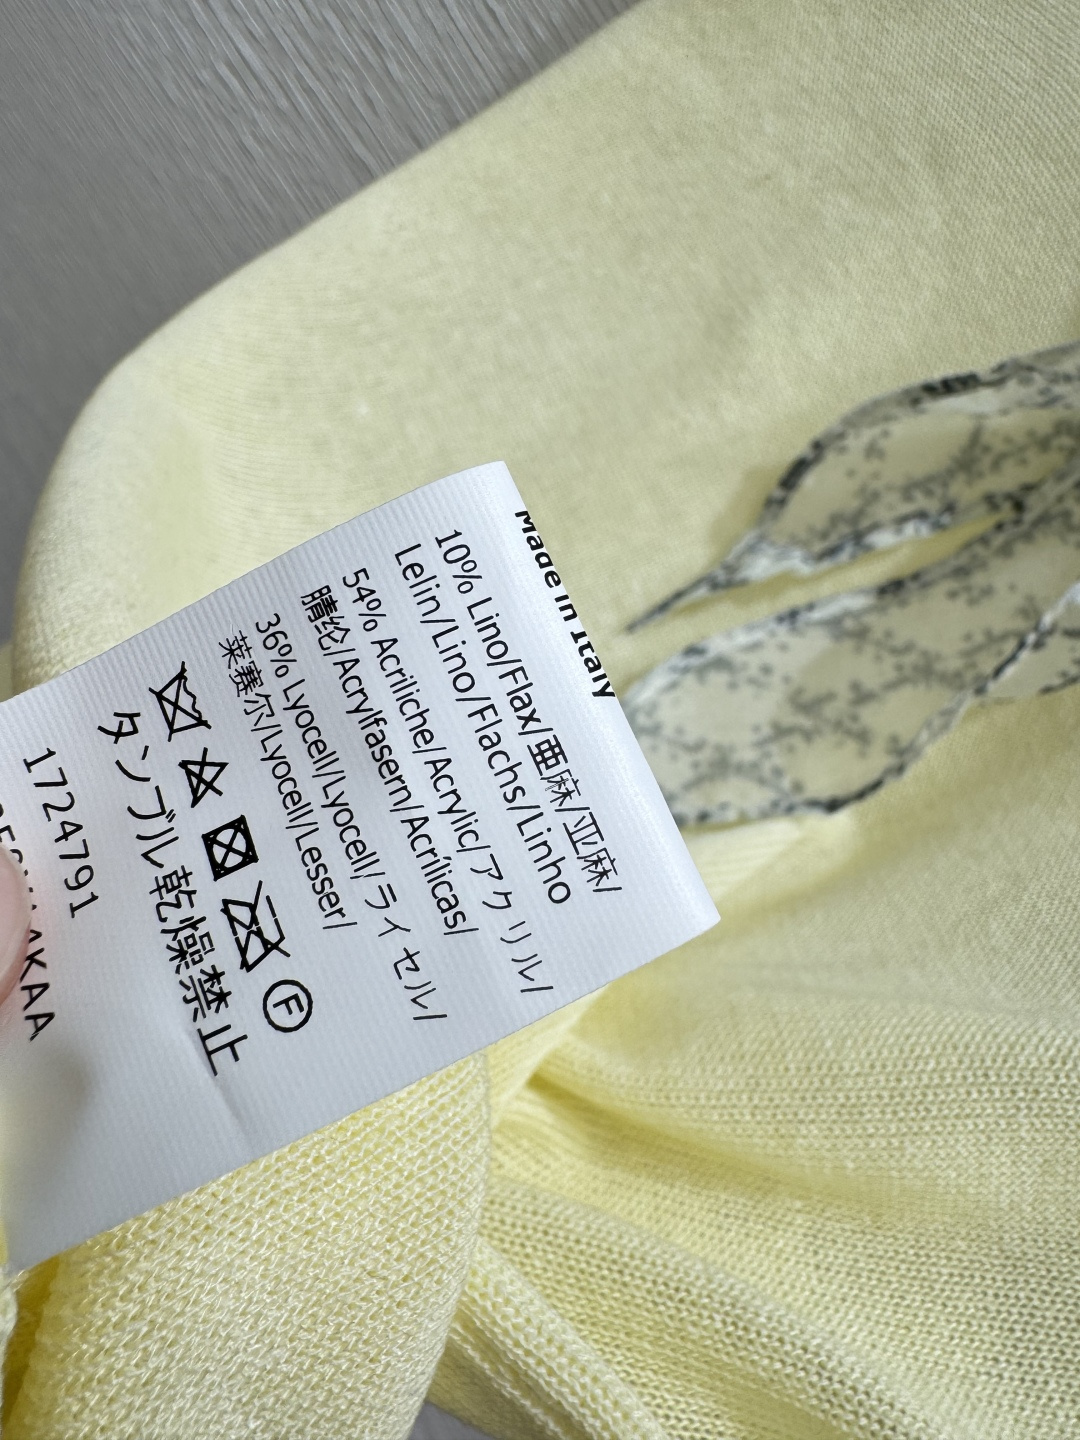 Made in Italy
10% Lino/Flax/亜麻/亚麻/
Lelin/Lino/Flachs/Linho
54% Acriliche/Acrylic/アクリル/
腈纶/Acrylfasern/Acrílicas/
36% Lyocell/Lyocell/ライセル/
莱赛尔/Lyocell/Lesser/
F
タンブル乾燥禁止
1724791